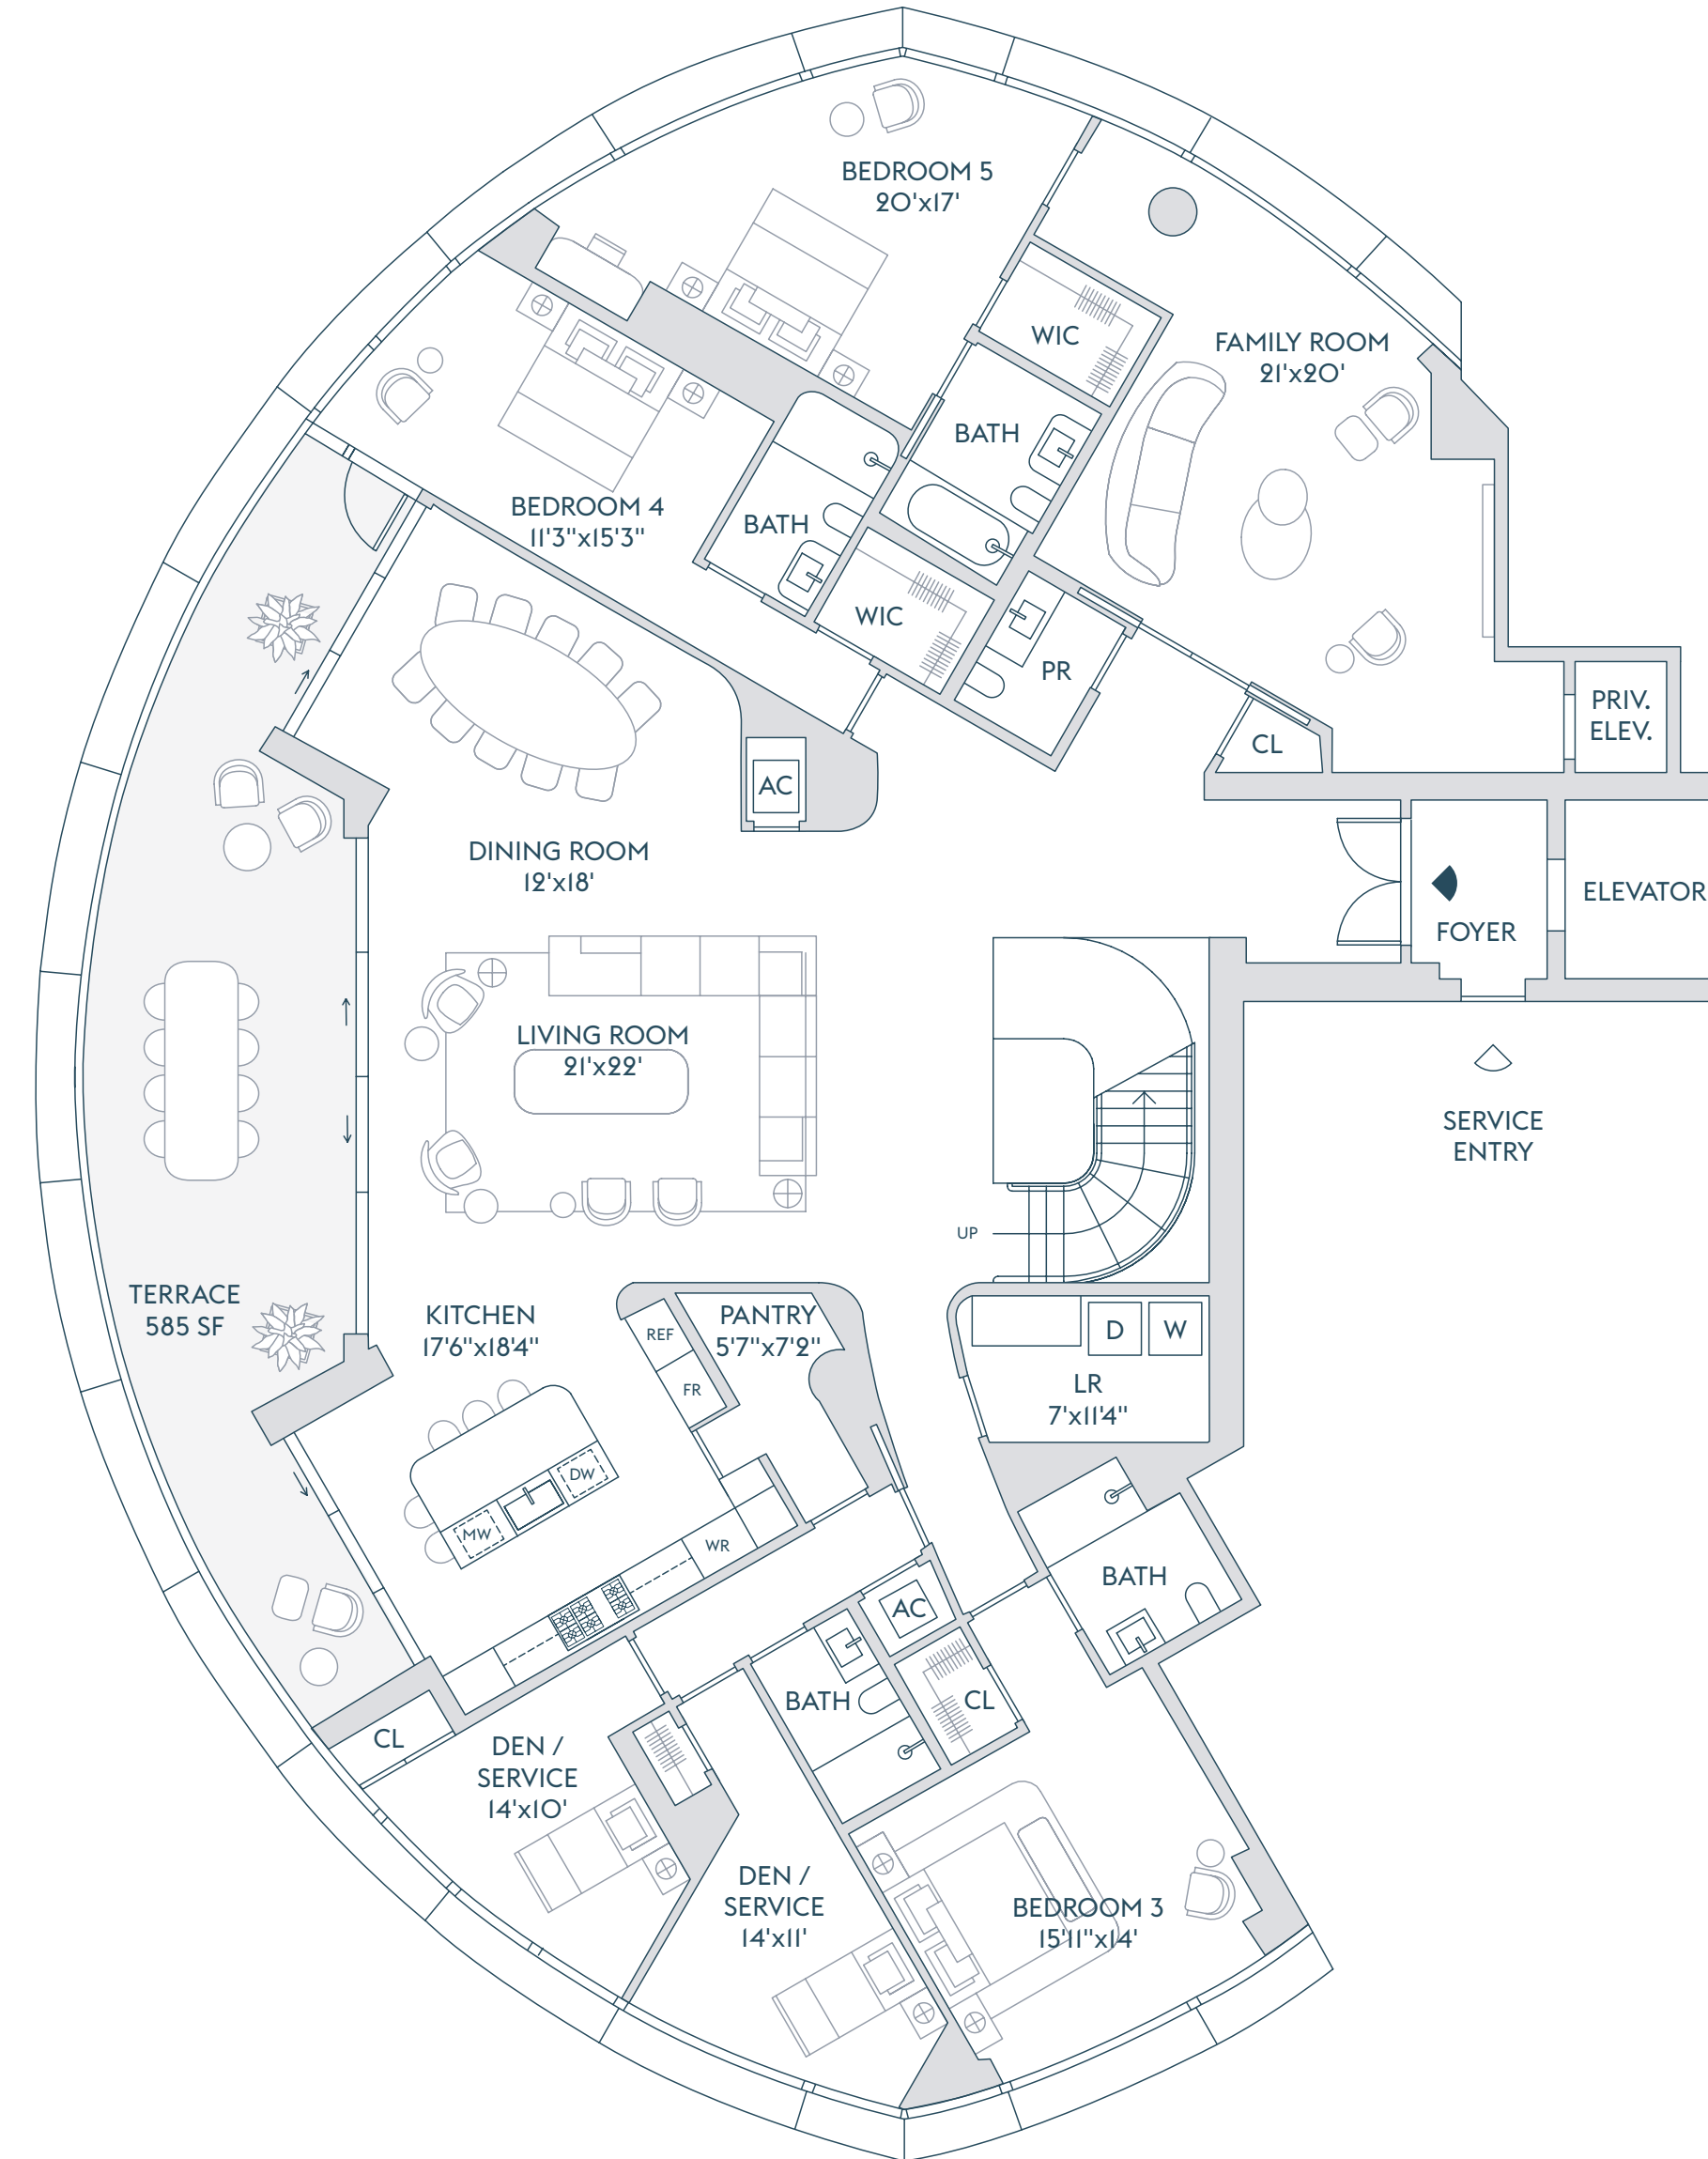 BEDROOM 5
20'x17'
WIC
FAMILY ROOM
21'x20'
BATH
BEDROOM 4
11'3"x15'3"
BATH
WIC
PR
PRIV.
ELEV.
CL
AC
DINING ROOM
12'x18'
ELEVATOR
FOYER
LIVING ROOM
21'x22'
SERVICE
ENTRY
UP
TERRACE
585 SF
KITCHEN
17'6"x18'4"
REF
FR
PANTRY
5'7"x7'2"
D
W
LR
7'x11'4"
DW
MW
WR
BATH
AC
BATH
CL
CL
DEN /
SERVICE
14'x10'
DEN /
SERVICE
14'x11'
BEDROOM 3
15'11"x14'